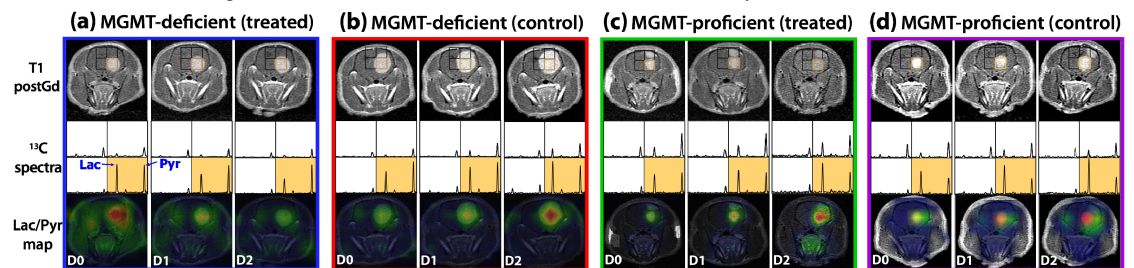 (a) MGMT-deficient (treated) (b) MGMT-deficient (control) (c) MGMT-proficient (treated) (d) MGMT-proficient (control)
T1
postGd
¹³C
spectra
Lac Pyr
Lac/Pyr
map
D0 D1 D2 D0 D1 D2 D0 D1 D2 D0 D1 D2